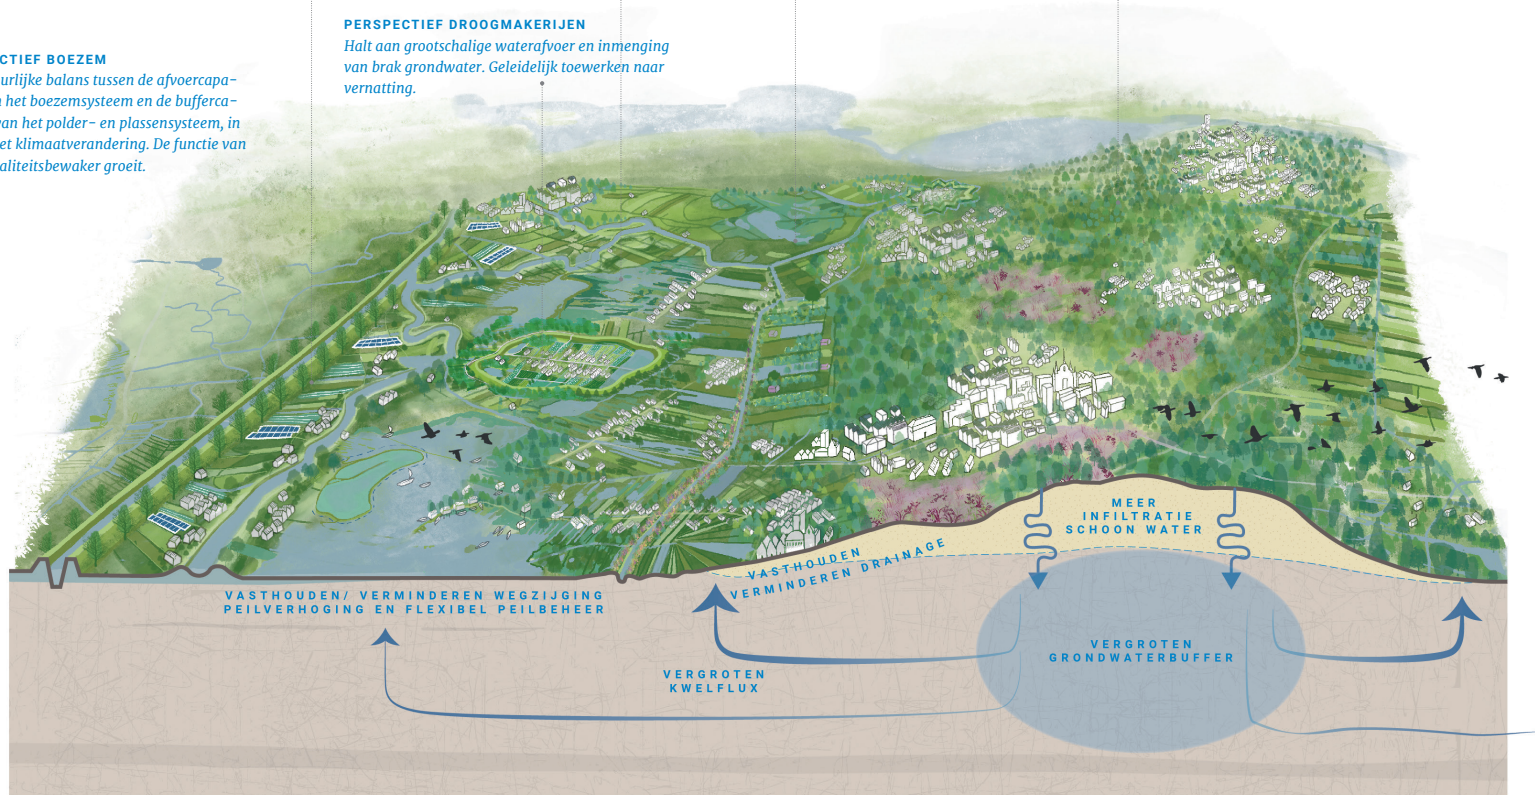 PERSPECTIEF DROOGMAKERIJEN
Halt aan grootschalige waterafvoer en inmenging
van brak grondwater. Geleidelijk toewerken naar
vernatting.
CTIEF BOEZEM
urlijke balans tussen de afvoercapa-
het boezemsysteem en de bufferca-
van het polder- en plassensysteem, in
et klimaatverandering. De functie van
aliteitsbewaker groeit.
MEER
INFILTRATIE
SCHOON WATER
VASTHOUDEN
VERMINDEREN DRAINAGE
VASTHOUDEN/ VERMINDEREN WEGZIJGING
PEILVERHOGING EN FLEXIBEL PEILBEHEER
VERGROTEN
GRONDWATERBUFFER
VERGROTEN
KWELFLUX